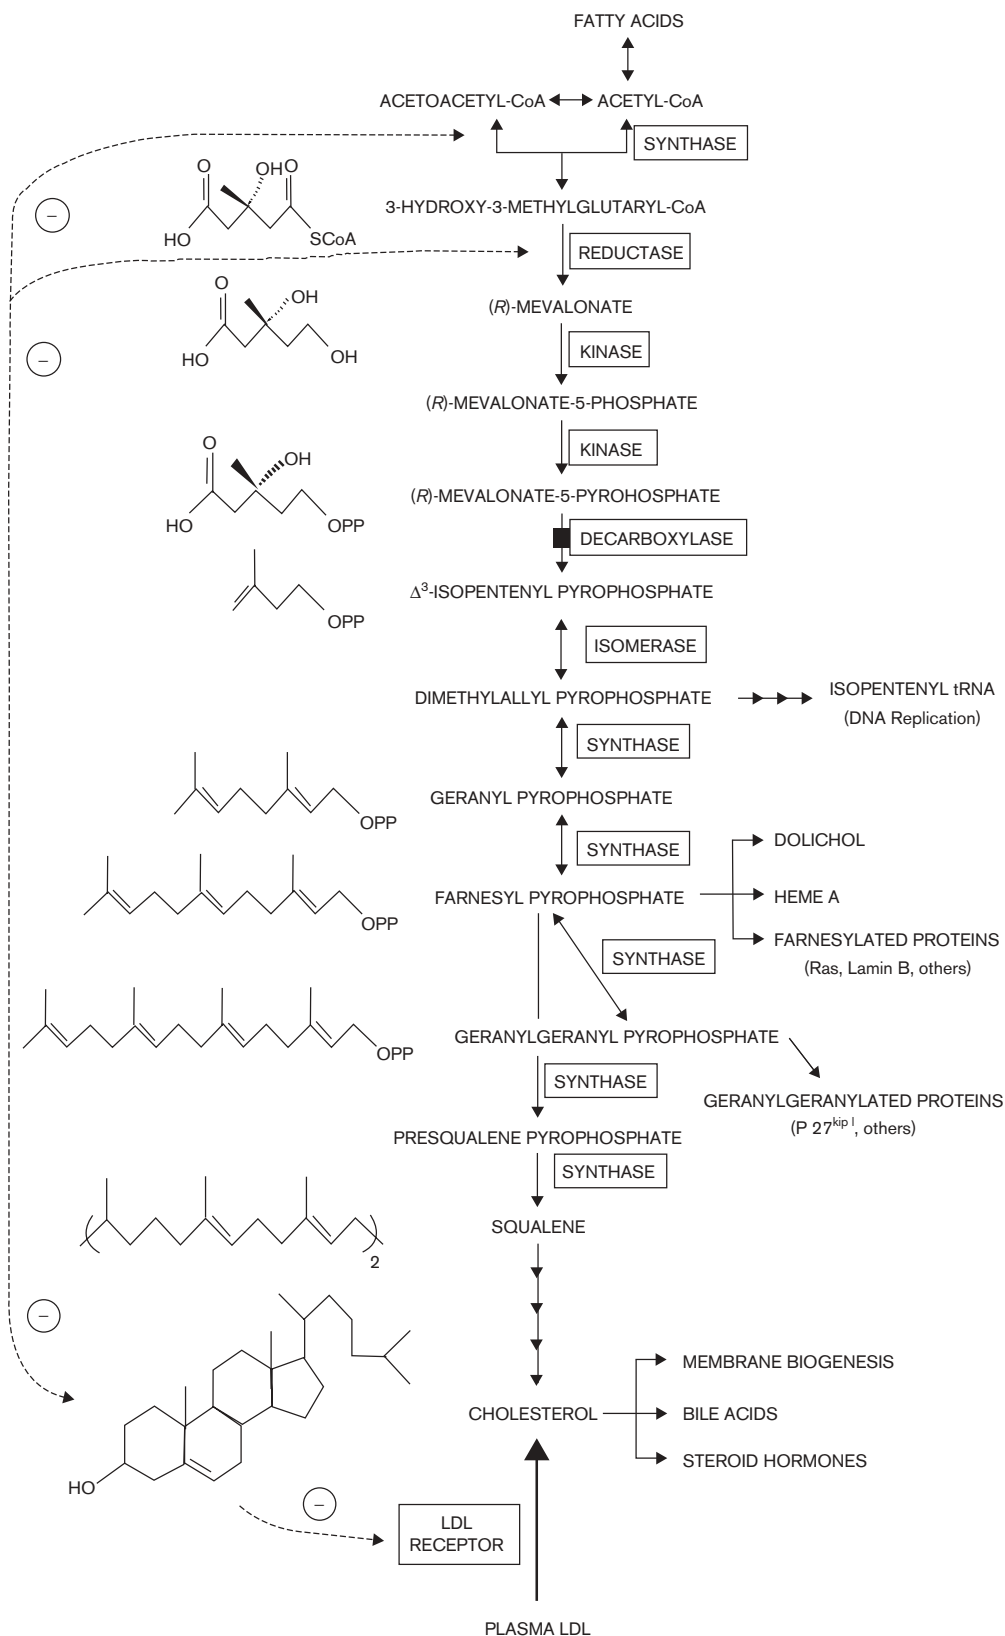 FATTY ACIDS
ACETOACETYL-CoA
ACETYL-CoA
SYNTHASE
O
OH
O
HO
SCoA
−
3-HYDROXY-3-METHYLGLUTARYL-CoA
REDUCTASE
O
OH
HO
OH
−
(R)-MEVALONATE
KINASE
(R)-MEVALONATE-5-PHOSPHATE
KINASE
O
OH
HO
OPP
(R)-MEVALONATE-5-PYROHOSPHATE
DECARBOXYLASE
OPP
Δ³-ISOPENTENYL PYROPHOSPHATE
ISOMERASE
DIMETHYLALLYL PYROPHOSPHATE
ISOPENTENYL tRNA
(DNA Replication)
SYNTHASE
OPP
GERANYL PYROPHOSPHATE
SYNTHASE
DOLICHOL
OPP
FARNESYL PYROPHOSPHATE
HEME A
FARNESYLATED PROTEINS
(Ras, Lamin B, others)
SYNTHASE
OPP
GERANYLGERANYL PYROPHOSPHATE
SYNTHASE
GERANYLGERANYLATED PROTEINS
(P 27kip I, others)
PRESQUALENE PYROPHOSPHATE
SYNTHASE
2
SQUALENE
−
HO
MEMBRANE BIOGENESIS
CHOLESTEROL
BILE ACIDS
STEROID HORMONES
−
LDL
RECEPTOR
PLASMA LDL